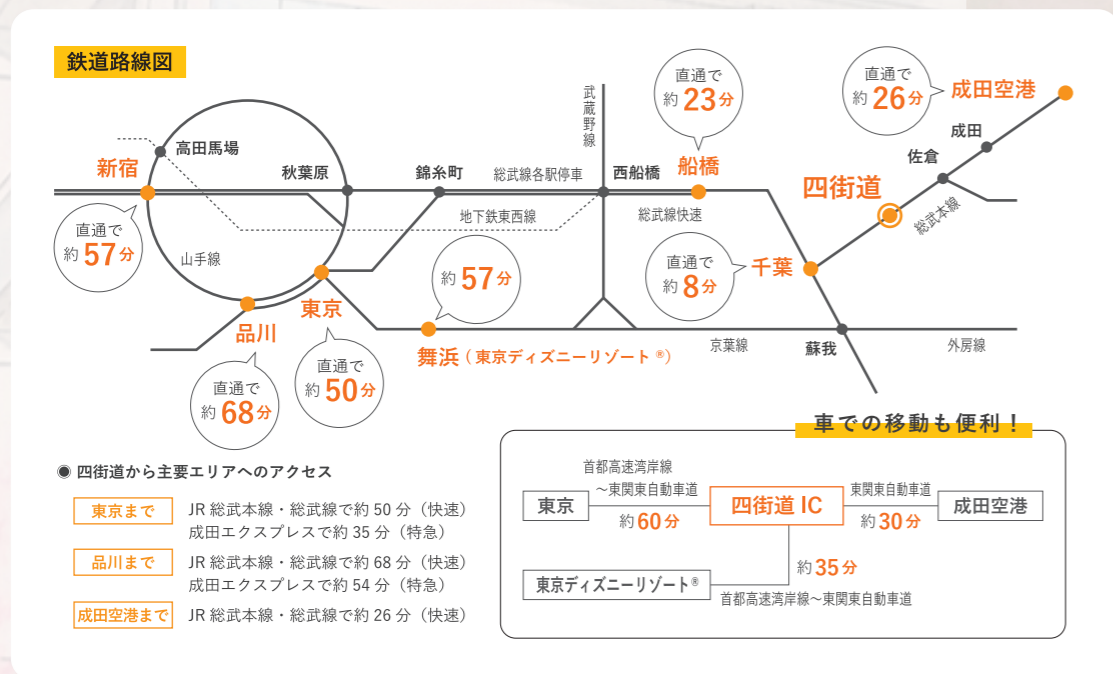 鉄道路線図
直通で
約23分
直通で
約26分
成田空港
成田
佐倉
武蔵野線
高田馬場
新宿
秋葉原
錦糸町
総武線各駅停車
西船橋
船橋
四街道
総武本線
地下鉄東西線
総武線快速
直通で
約57分
山手線
約57分
直通で
約8分
千葉
東京
品川
舞浜（東京ディズニーリゾート®）
京葉線
蘇我
外房線
直通で
約50分
直通で
約68分
車での移動も便利！
◉ 四街道から主要エリアへのアクセス
東京まで JR 総武本線・総武線で約 50 分（快速）
成田エクスプレスで約 35 分（特急）
品川まで JR 総武本線・総武線で約 68 分（快速）
成田エクスプレスで約 54 分（特急）
成田空港まで JR 総武本線・総武線で約 26 分（快速）
首都高速湾岸線
～東関東自動車道
東京
約60分
四街道 IC
東関東自動車道
約30分
成田空港
約35分
東京ディズニーリゾート®
首都高速湾岸線～東関東自動車道